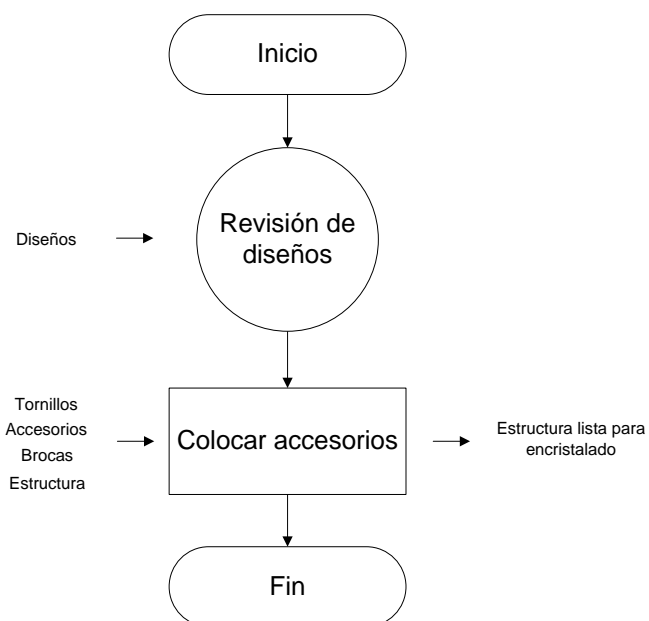 Inicio
Revisión de
diseños
Diseños
Tornillos
Accesorios
Brocas
Estructura
Colocar accesorios
Estructura lista para
encristalado
Fin